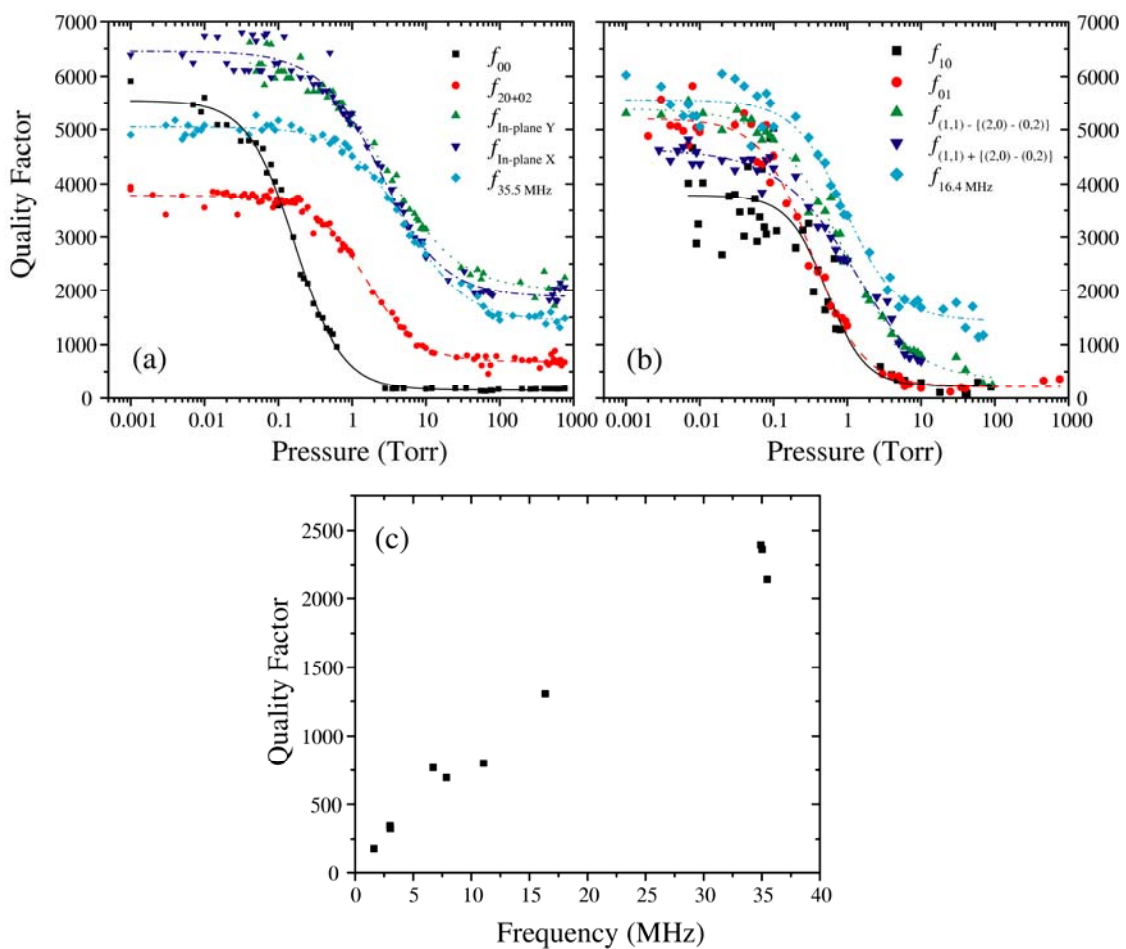 7000
6000
5000
4000
3000
2000
1000
0
Quality Factor
(a)
f00
f20+02
fIn-plane Y
fIn-plane X
f35.5 MHz
0.001 0.01 0.1 1 10 100 1000
Pressure (Torr)
(b)
f10
f01
f(1,1) - {(2,0) - (0,2)}
f(1,1) + {(2,0) - (0,2)}
f16.4 MHz
7000
6000
5000
4000
3000
2000
1000
0
0.001 0.01 0.1 1 10 100 1000
Pressure (Torr)
(c)
2500
2000
1500
1000
500
0
Quality Factor
0 5 10 15 20 25 30 35 40
Frequency (MHz)